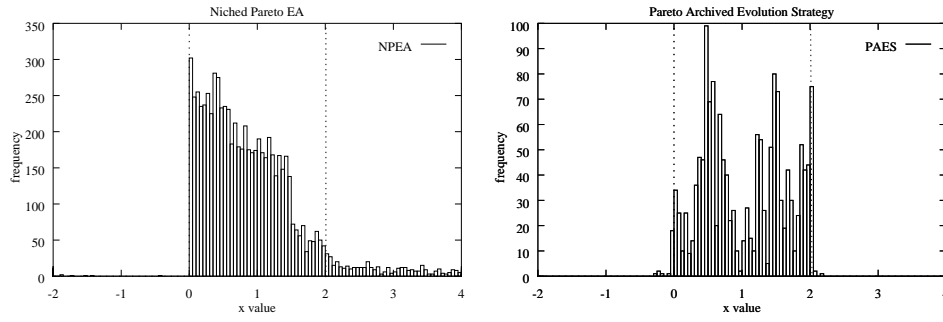 Niched Pareto EA
350
300
250
200
150
100
50
0
frequency
NPEA
-2 -1 0 1 2 3 4
x value
Pareto Archived Evolution Strategy
100
90
80
70
60
50
40
30
20
10
0
frequency
PAES
-2 -1 0 1 2 3 4
x value